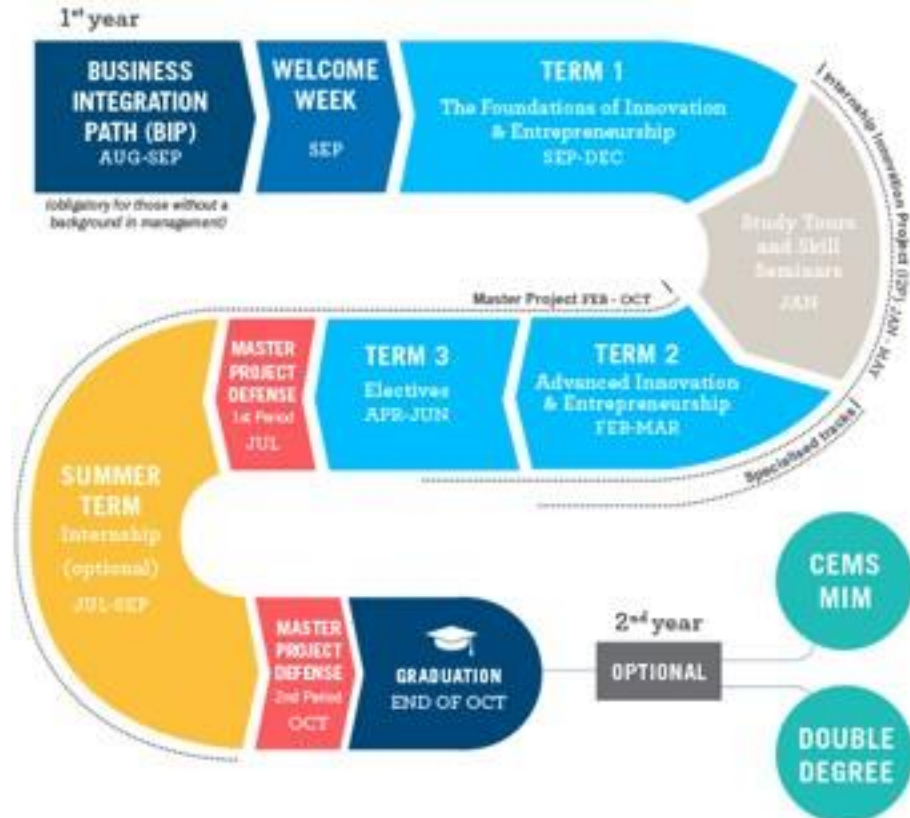 1st year
BUSINESS
INTEGRATION
PATH (BIP)
AUG-SEP
(obligatory for those without a
background in management)
WELCOME
WEEK
SEP
TERM 1
The Foundations of Innovation
& Entrepreneurship
SEP-DEC
Internship Innovation Project (I2P) JAN - MAY
Study Tours
and Skill
Seminars
JAN
Master Project FEB - OCT
TERM 2
Advanced Innovation
& Entrepreneurship
FEB-MAR
Specialised tracks
TERM 3
Electives
APR-JUN
MASTER
PROJECT
DEFENSE
1st Period
JUL
SUMMER
TERM
Internship
(optional)
JUL-SEP
MASTER
PROJECT
DEFENSE
2nd Period
OCT
GRADUATION
END OF OCT
2nd year
OPTIONAL
CEMS
MIM
DOUBLE
DEGREE